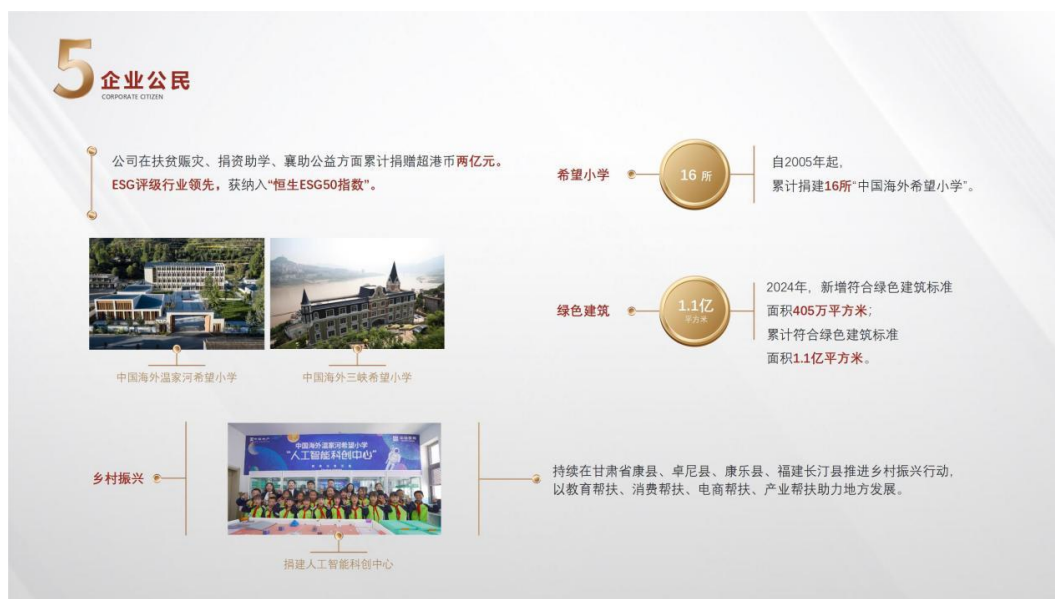 5 企业公民
CORPORATE CITIZEN
公司在扶贫赈灾、捐资助学、襄助公益方面累计捐赠超港币两亿元。
ESG评级行业领先，获纳入“恒生ESG50指数”。
中国海外温家河希望小学
中国海外三峡希望小学
希望小学
16 所
自2005年起，
累计捐建16所“中国海外希望小学”。
绿色建筑
1.1亿
平方米
2024年，新增符合绿色建筑标准
面积405万平方米；
累计符合绿色建筑标准
面积1.1亿平方米。
乡村振兴
中国海外温家河希望小学
“人工智能科创中心”
捐建人工智能科创中心
持续在甘肃省康县、卓尼县、康乐县、福建长汀县推进乡村振兴行动，
以教育帮扶、消费帮扶、电商帮扶、产业帮扶助力地方发展。